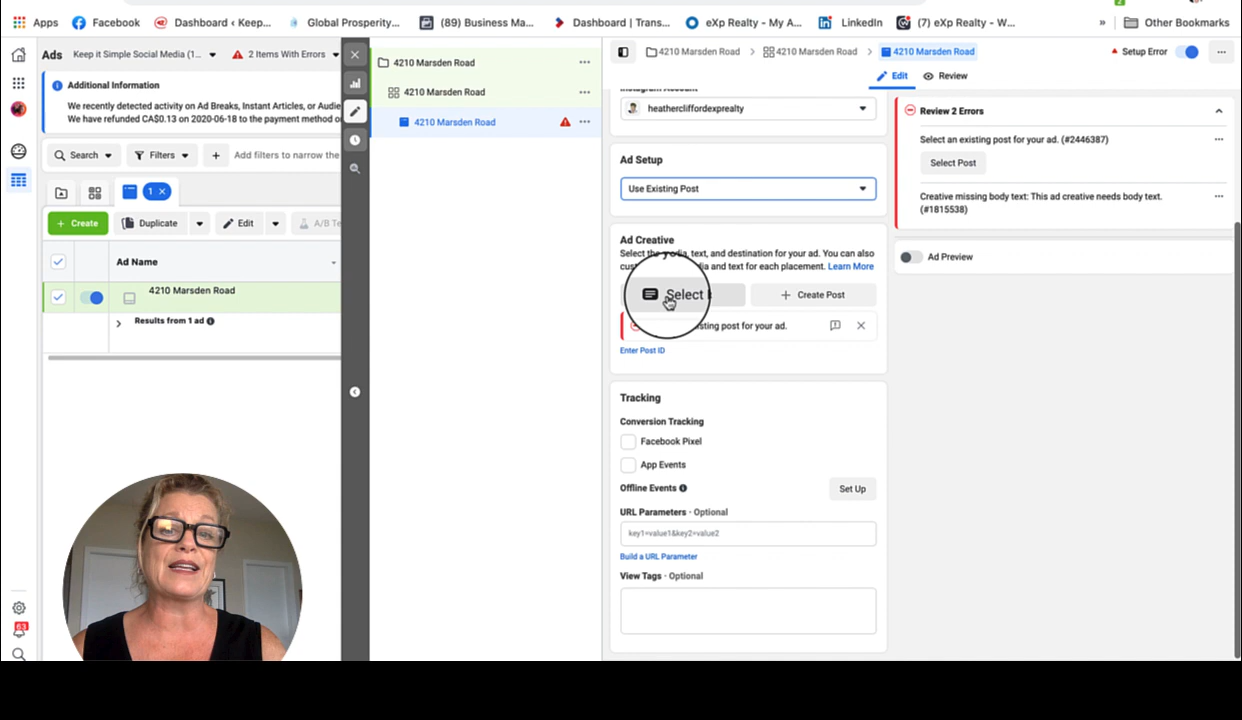 Apps
Facebook
Dashboard ‹ Keep...
Global Prosperity...
(89) Business Ma...
Dashboard | Trans...
eXp Realty - My A...
LinkedIn
(7) eXp Realty - W...
»
Other Bookmarks
Ads
Keep it Simple Social Media (1...
2 Items With Errors
Additional Information
We recently detected activity on Ad Breaks, Instant Articles, or Audie
We have refunded CA$0.13 on 2020-06-18 to the payment method o
Search
Filters
+
Add filters to narrow the
1 ×
+ Create
Duplicate
Edit
A/B Te
Ad Name
4210 Marsden Road
Results from 1 ad
63
4210 Marsden Road
4210 Marsden Road
4210 Marsden Road
4210 Marsden Road > 4210 Marsden Road > 4210 Marsden Road
Setup Error
Edit
Review
Instagram Account
heathercliffordexprealty
Ad Setup
Use Existing Post
Ad Creative
Select the media, text, and destination for your ad. You can also
dia and text for each placement. Learn More
Select
+ Create Post
sting post for your ad.
Enter Post ID
Tracking
Conversion Tracking
Facebook Pixel
App Events
Offline Events
Set Up
URL Parameters · Optional
key1=value1&key2=value2
Build a URL Parameter
View Tags · Optional
Review 2 Errors
Select an existing post for your ad. (#2446387)
Select Post
Creative missing body text: This ad creative needs body text.
(#1815538)
Ad Preview
2